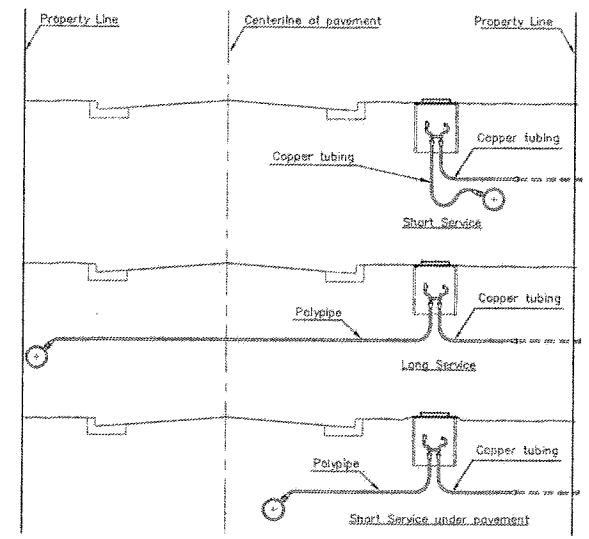 Property Line
Centerline of pavement
Property Line
Copper tubing
Copper tubing
Short Service
Polypipe
Copper tubing
Long Service
Polypipe
Copper tubing
Short Service under pavement